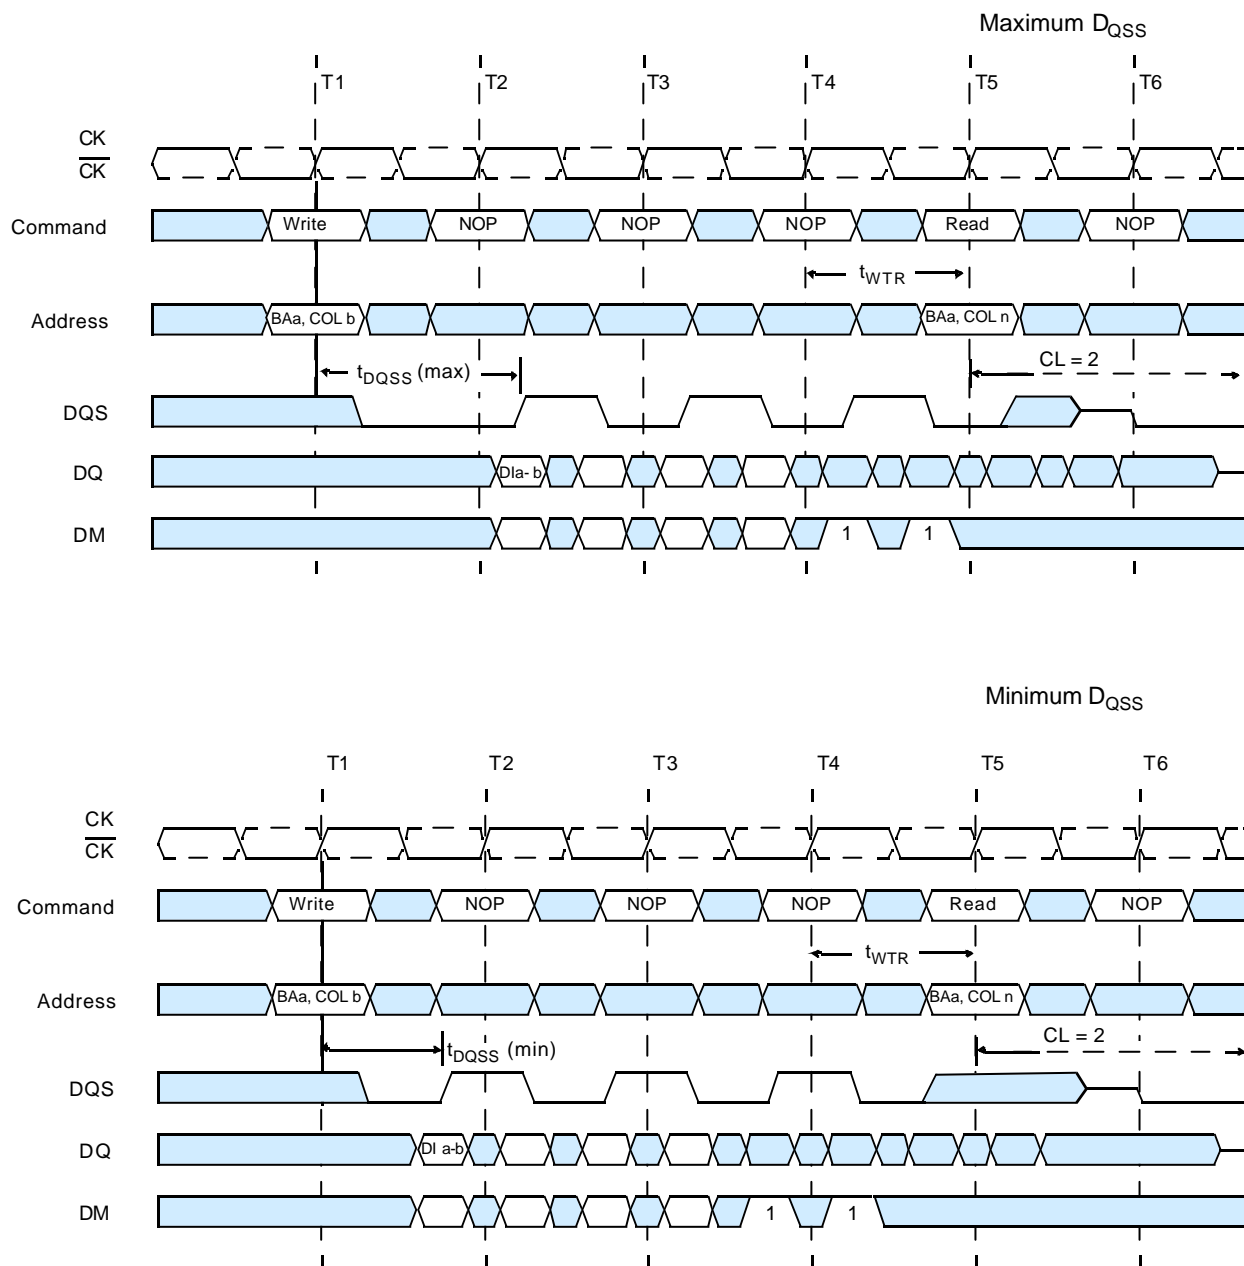 Maximum DQSS
T1 T2 T3 T4 T5 T6
CK
CK
Command Write NOP NOP NOP Read NOP
tWTR
Address BAa, COL b BAa, COL n
tDQSS (max) CL = 2
DQS
DQ DIa- b
DM 1 1
Minimum DQSS
T1 T2 T3 T4 T5 T6
CK
CK
Command Write NOP NOP NOP Read NOP
tWTR
Address BAa, COL b BAa, COL n
tDQSS (min) CL = 2
DQS
DQ DI a-b
DM 1 1